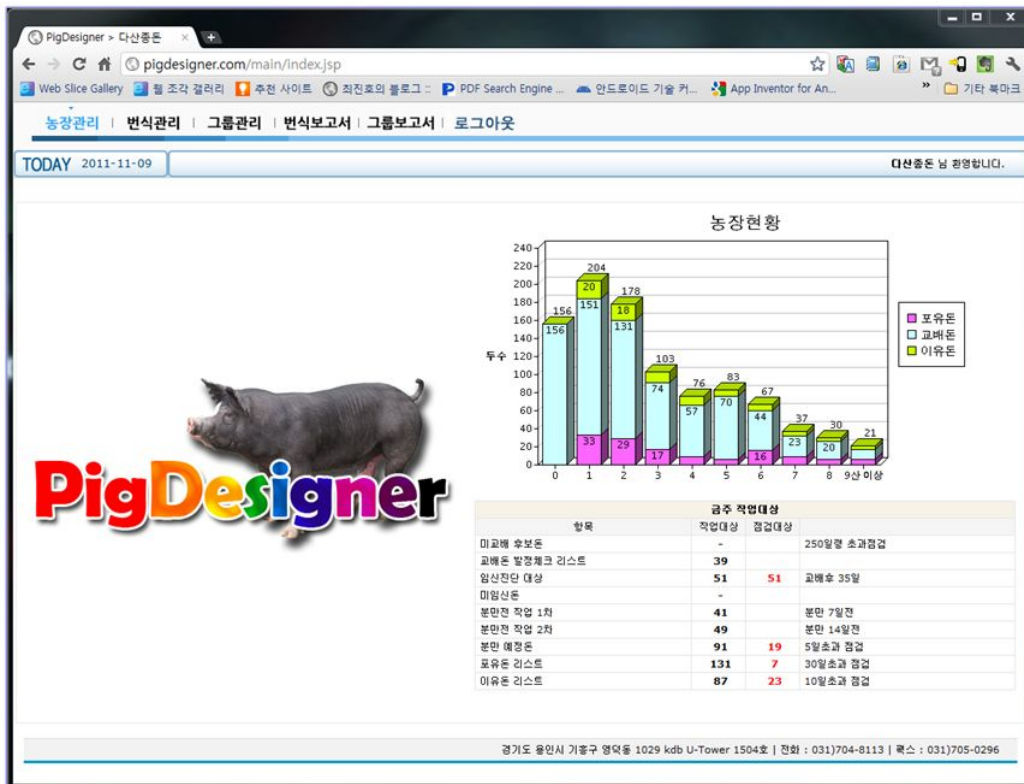 PigDesigner > 다산종돈
pigdesigner.com/main/index.jsp
Web Slice Gallery 웹 조각 갤러리 추천 사이트 최진호의 블로그 :: PDF Search Engine ... 안드로이드 기술 커... App Inventor for An... » 기타 북마크
농장관리 | 번식관리 | 그룹관리 | 번식보고서 | 그룹보고서 | 로그아웃
TODAY 2011-11-09 다산종돈 님 환영합니다.
농장현황
240
220
200
180
160
두수 140
120
100
80
60
40
20
0
156 204 178 103 76 83 67 37 30 21
156 20 18
151 131 74 57 70 44 23 20
33 29 17 16
0 1 2 3 4 5 6 7 8 9산이상
포유돈
교배돈
이유돈
PigDesigner
금주 작업대상
항목 작업대상 점검대상
미교배 후보돈 - 250일령 초과점검
교배돈 발정체크 리스트 39
임신진단 대상 51 51 교배후 35일
미임신돈 -
분만전 작업 1차 41 분만 7일전
분만전 작업 2차 49 분만 14일전
분만 예정돈 91 19 5일초과 점검
포유돈 리스트 131 7 30일초과 점검
이유돈 리스트 87 23 10일초과 점검
경기도 용인시 기흥구 영덕동 1029 kdb U-Tower 1504호 | 전화 : 031)704-8113 | 팩스 : 031)705-0296